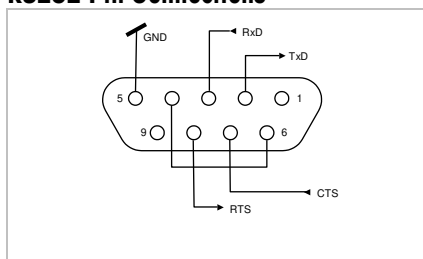 RS232 Pin Connections
GND
RxD
TxD
5
1
9
6
CTS
RTS